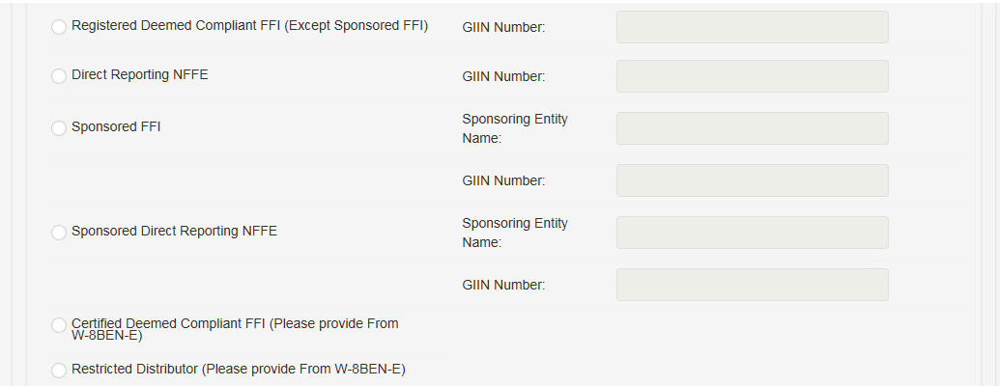 Registered Deemed Compliant FFI (Except Sponsored FFI) GIIN Number:
Direct Reporting NFFE GIIN Number:
Sponsored FFI Sponsoring Entity
Name:
GIIN Number:
Sponsored Direct Reporting NFFE Sponsoring Entity
Name:
GIIN Number:
Certified Deemed Compliant FFI (Please provide From
W-8BEN-E)
Restricted Distributor (Please provide From W-8BEN-E)